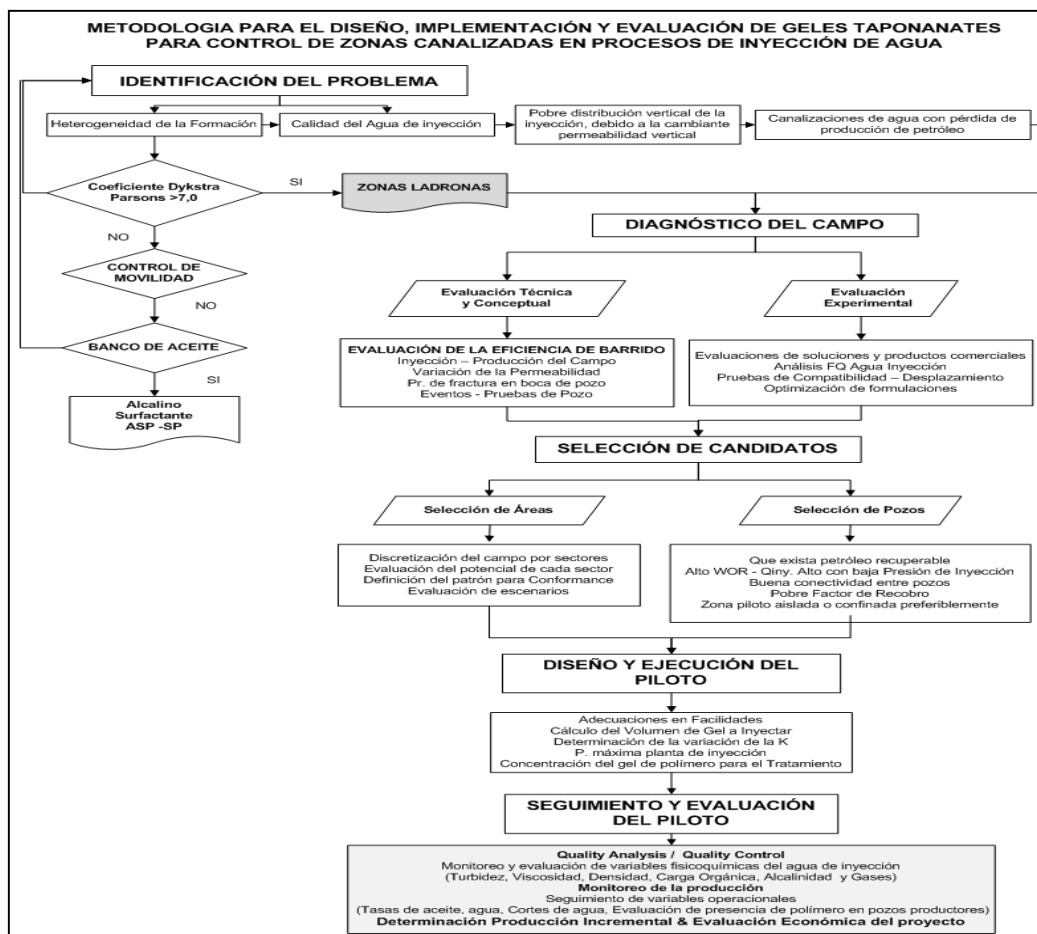 METODOLOGIA PARA EL DISEÑO, IMPLEMENTACIÓN Y EVALUACIÓN DE GELES TAPONANATES
PARA CONTROL DE ZONAS CANALIZADAS EN PROCESOS DE INYECCIÓN DE AGUA
IDENTIFICACIÓN DEL PROBLEMA
Heterogeneidad de la Formación
Calidad del Agua de inyección
Pobre distribución vertical de la
inyección, debido a la cambiante
permeabilidad vertical
Canalizaciones de agua con pérdida de
producción de petróleo
Coeficiente Dykstra
Parsons >7,0
SI
ZONAS LADRONAS
NO
CONTROL DE
MOVILIDAD
NO
BANCO DE ACEITE
SI
Alcalino
Surfactante
ASP -SP
DIAGNÓSTICO DEL CAMPO
Evaluación Técnica
y Conceptual
Evaluación
Experimental
EVALUACIÓN DE LA EFICIENCIA DE BARRIDO
Inyección – Producción del Campo
Variación de la Permeabilidad
Pr. de fractura en boca de pozo
Eventos - Pruebas de Pozo
Evaluaciones de soluciones y productos comerciales
Análisis FQ Agua Inyección
Pruebas de Compatibilidad – Desplazamiento
Optimización de formulaciones
SELECCIÓN DE CANDIDATOS
Selección de Áreas
Selección de Pozos
Discretización del campo por sectores
Evaluación del potencial de cada sector
Definición del patrón para Conformance
Evaluación de escenarios
Que exista petróleo recuperable
Alto WOR - Qiny. Alto con baja Presión de Inyección
Buena conectividad entre pozos
Pobre Factor de Recobro
Zona piloto aislada o confinada preferiblemente
DISEÑO Y EJECUCIÓN DEL
PILOTO
Adecuaciones en Facilidades
Cálculo del Volumen de Gel a Inyectar
Determinación de la variación de la K
P. máxima planta de inyección
Concentración del gel de polímero para el Tratamiento
SEGUIMIENTO Y EVALUACIÓN
DEL PILOTO
Quality Analysis / Quality Control
Monitoreo y evaluación de variables fisicoquímicas del agua de inyección
(Turbidez, Viscosidad, Densidad, Carga Orgánica, Alcalinidad y Gases)
Monitoreo de la producción
Seguimiento de variables operacionales
(Tasas de aceite, agua, Cortes de agua, Evaluación de presencia de polímero en pozos productores)
Determinación Producción Incremental & Evaluación Económica del proyecto